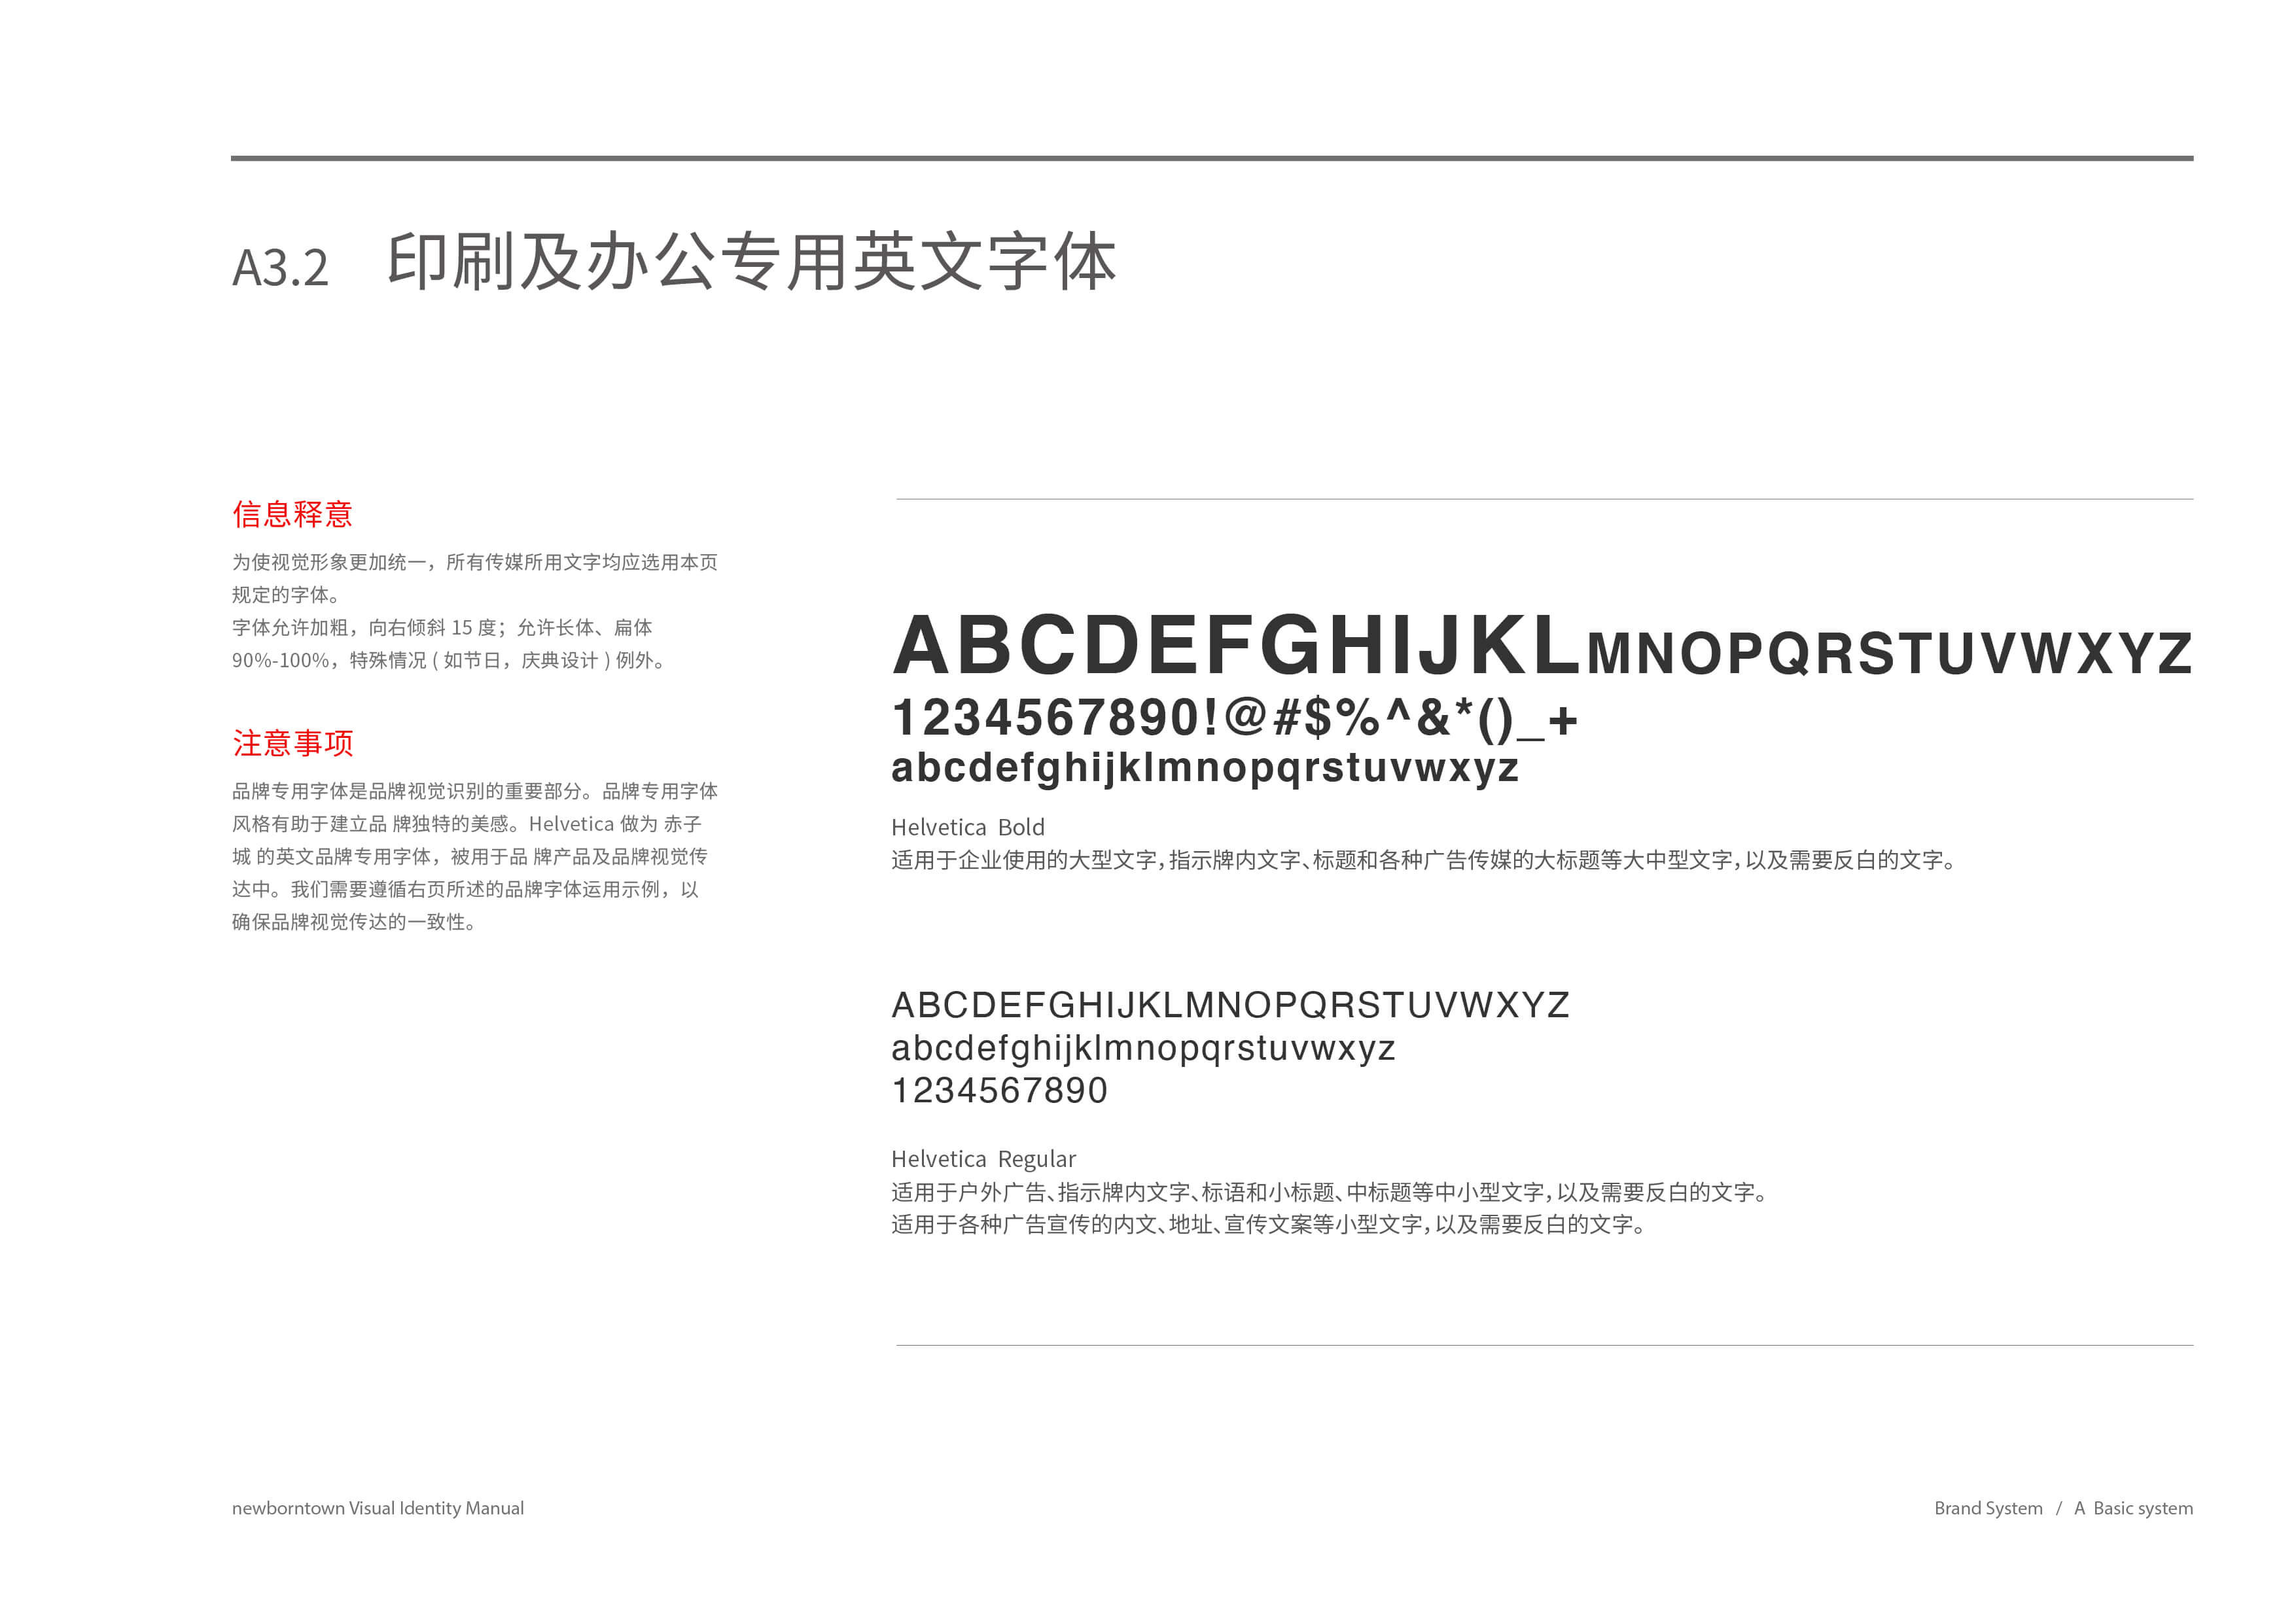 A3.2 印刷及办公专用英文字体
信息释意
为使视觉形象更加统一，所有传媒所用文字均应选用本页
规定的字体。
字体允许加粗，向右倾斜 15 度；允许长体、扁体
90%-100%，特殊情况 ( 如节日，庆典设计 ) 例外。
注意事项
品牌专用字体是品牌视觉识别的重要部分。品牌专用字体
风格有助于建立品 牌独特的美感。Helvetica 做为 赤子
城 的英文品牌专用字体，被用于品 牌产品及品牌视觉传
达中。我们需要遵循右页所述的品牌字体运用示例，以
确保品牌视觉传达的一致性。
ABCDEFGHIJKLMNOPQRSTUVWXYZ
1234567890!@#$%^&*()_+
abcdefghijklmnopqrstuvwxyz
Helvetica Bold
适用于企业使用的大型文字，指示牌内文字、标题和各种广告传媒的大标题等大中型文字，以及需要反白的文字。
ABCDEFGHIJKLMNOPQRSTUVWXYZ
abcdefghijklmnopqrstuvwxyz
1234567890
Helvetica Regular
适用于户外广告、指示牌内文字、标语和小标题、中标题等中小型文字，以及需要反白的文字。
适用于各种广告宣传的内文、地址、宣传文案等小型文字，以及需要反白的文字。
newborntown Visual Identity Manual
Brand System / A Basic system